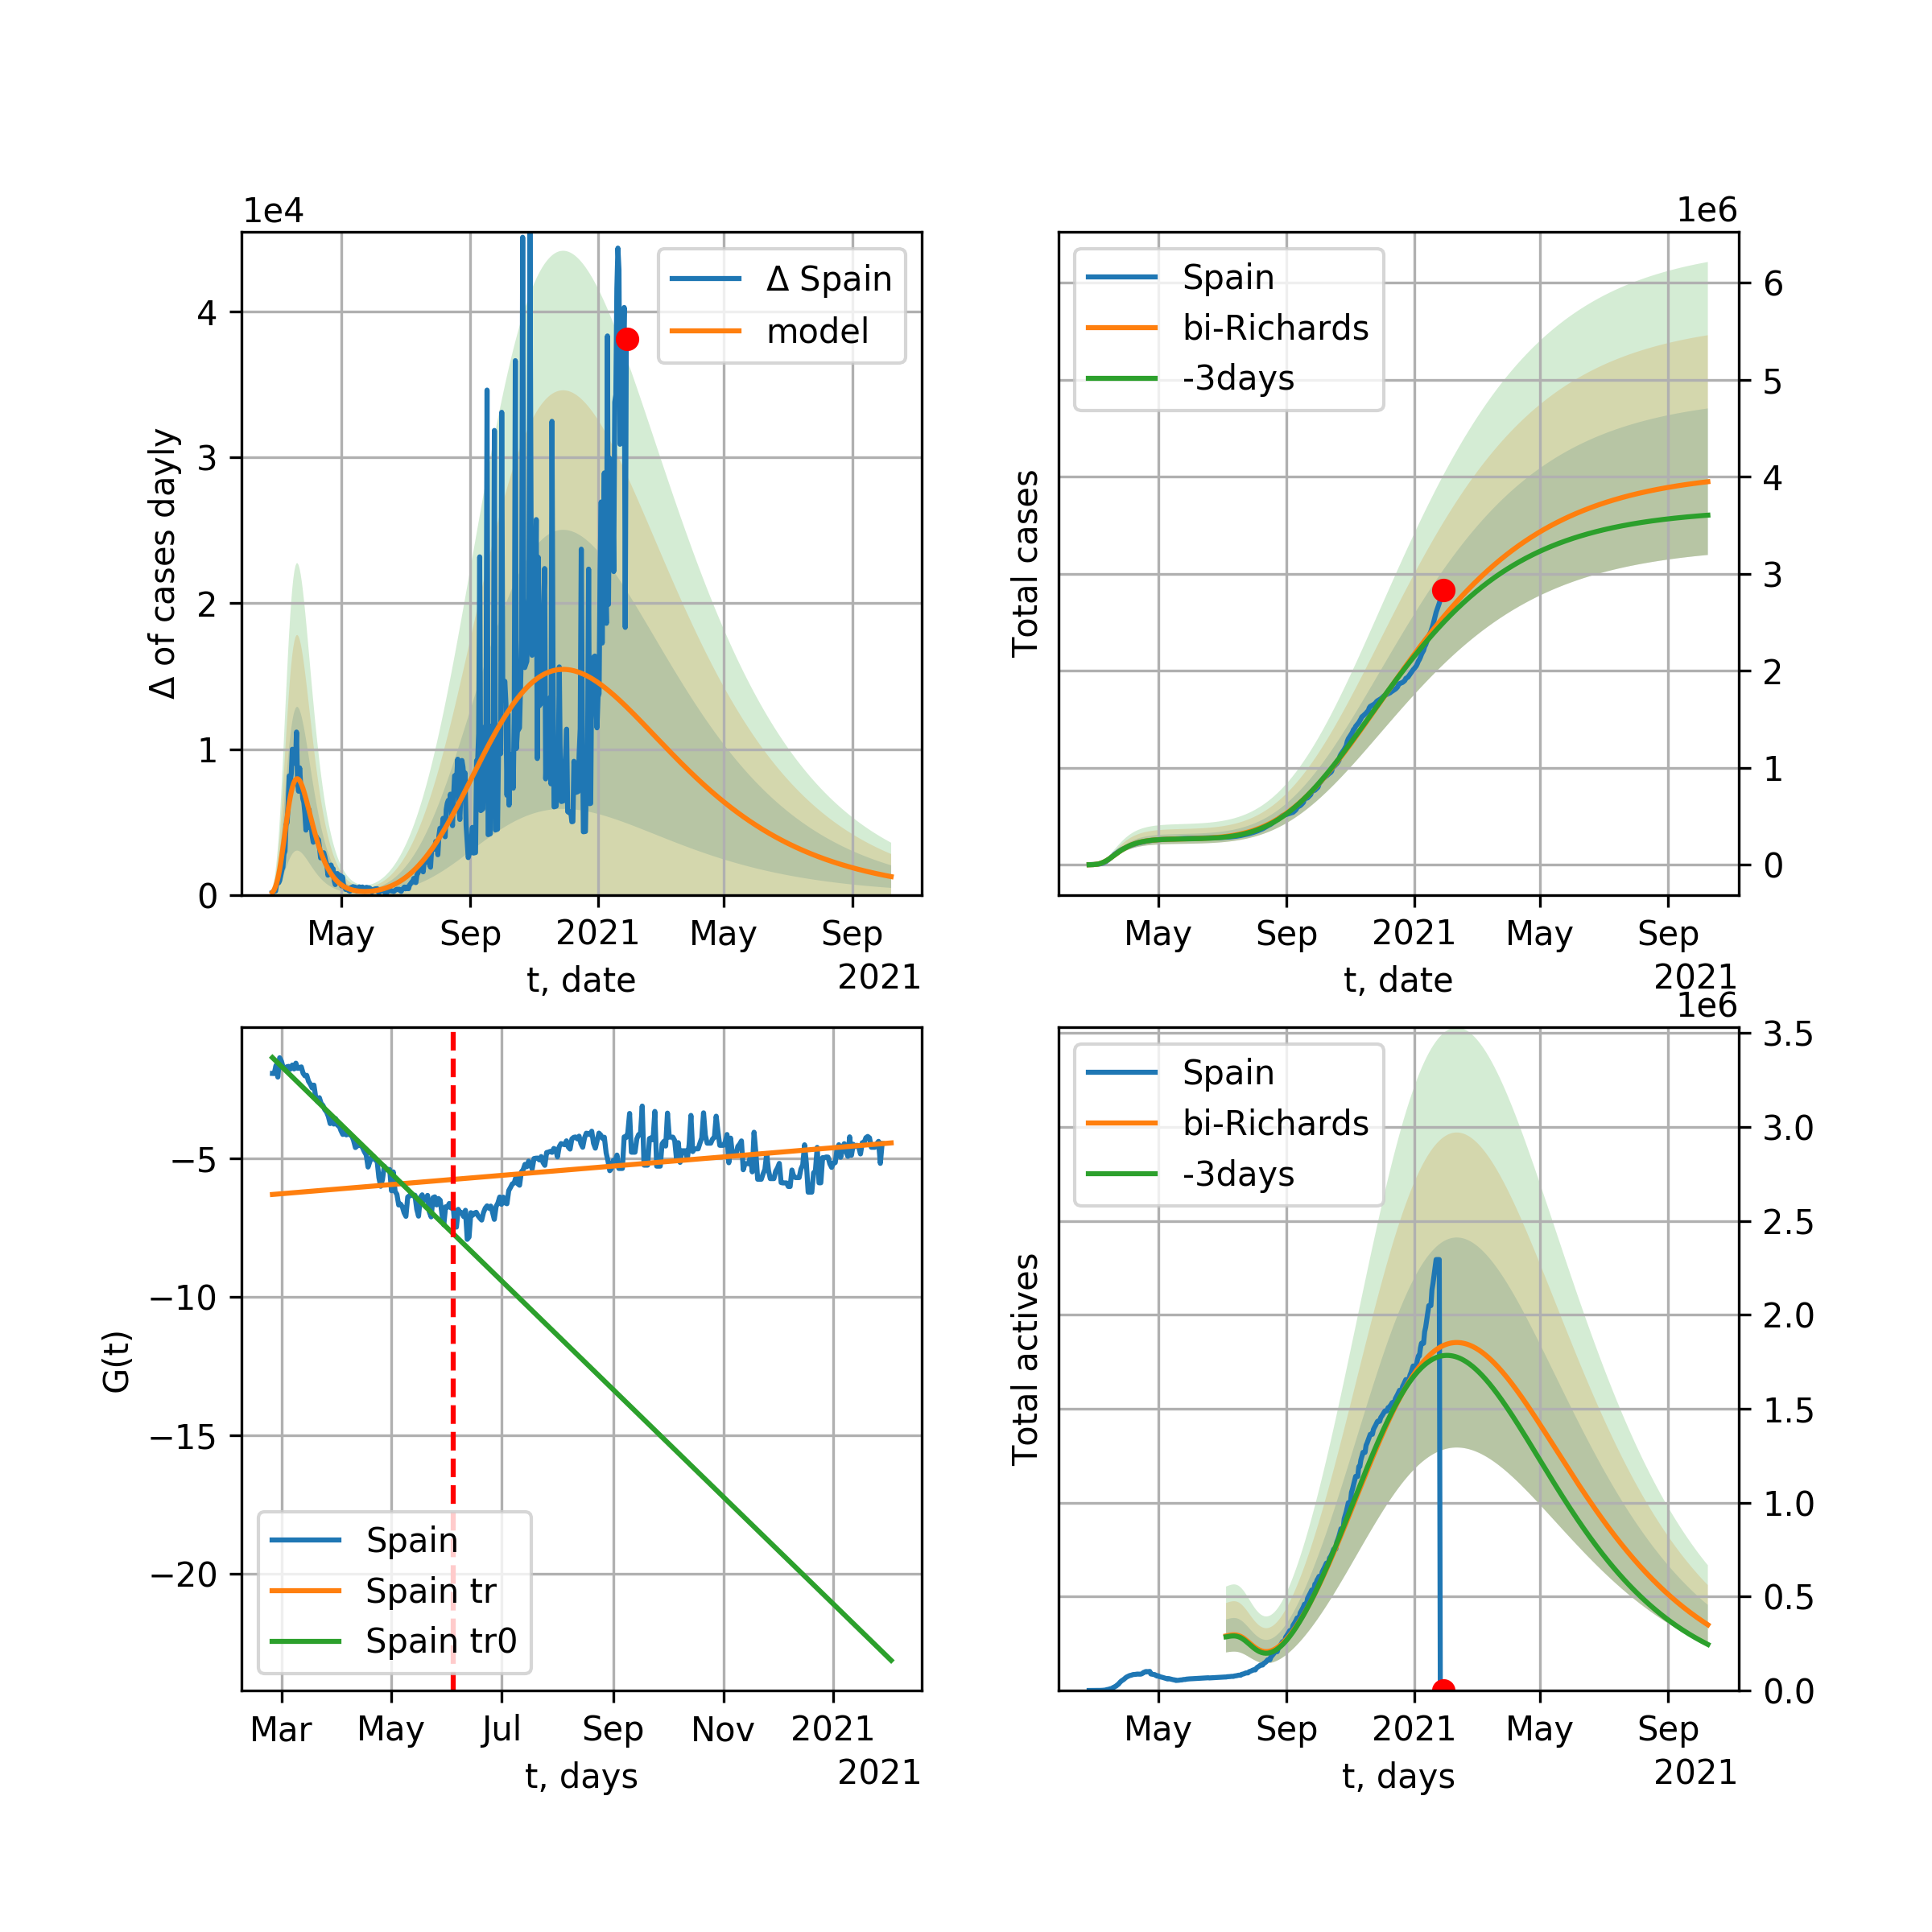 1e4
Δ of cases dayly
4
3
2
1
0
Δ Spain
model
May
Sep
2021
May
Sep
t, date
2021
1e6
Total cases
Spain
bi-Richards
-3days
6
5
4
3
2
1
0
May
Sep
2021
May
Sep
t, date
2021
G(t)
−5
−10
−15
−20
Spain
Spain tr
Spain tr0
Mar
May
Jul
Sep
Nov
2021
t, days
2021
1e6
Total actives
Spain
bi-Richards
-3days
3.5
3.0
2.5
2.0
1.5
1.0
0.5
0.0
May
Sep
2021
May
Sep
t, days
2021